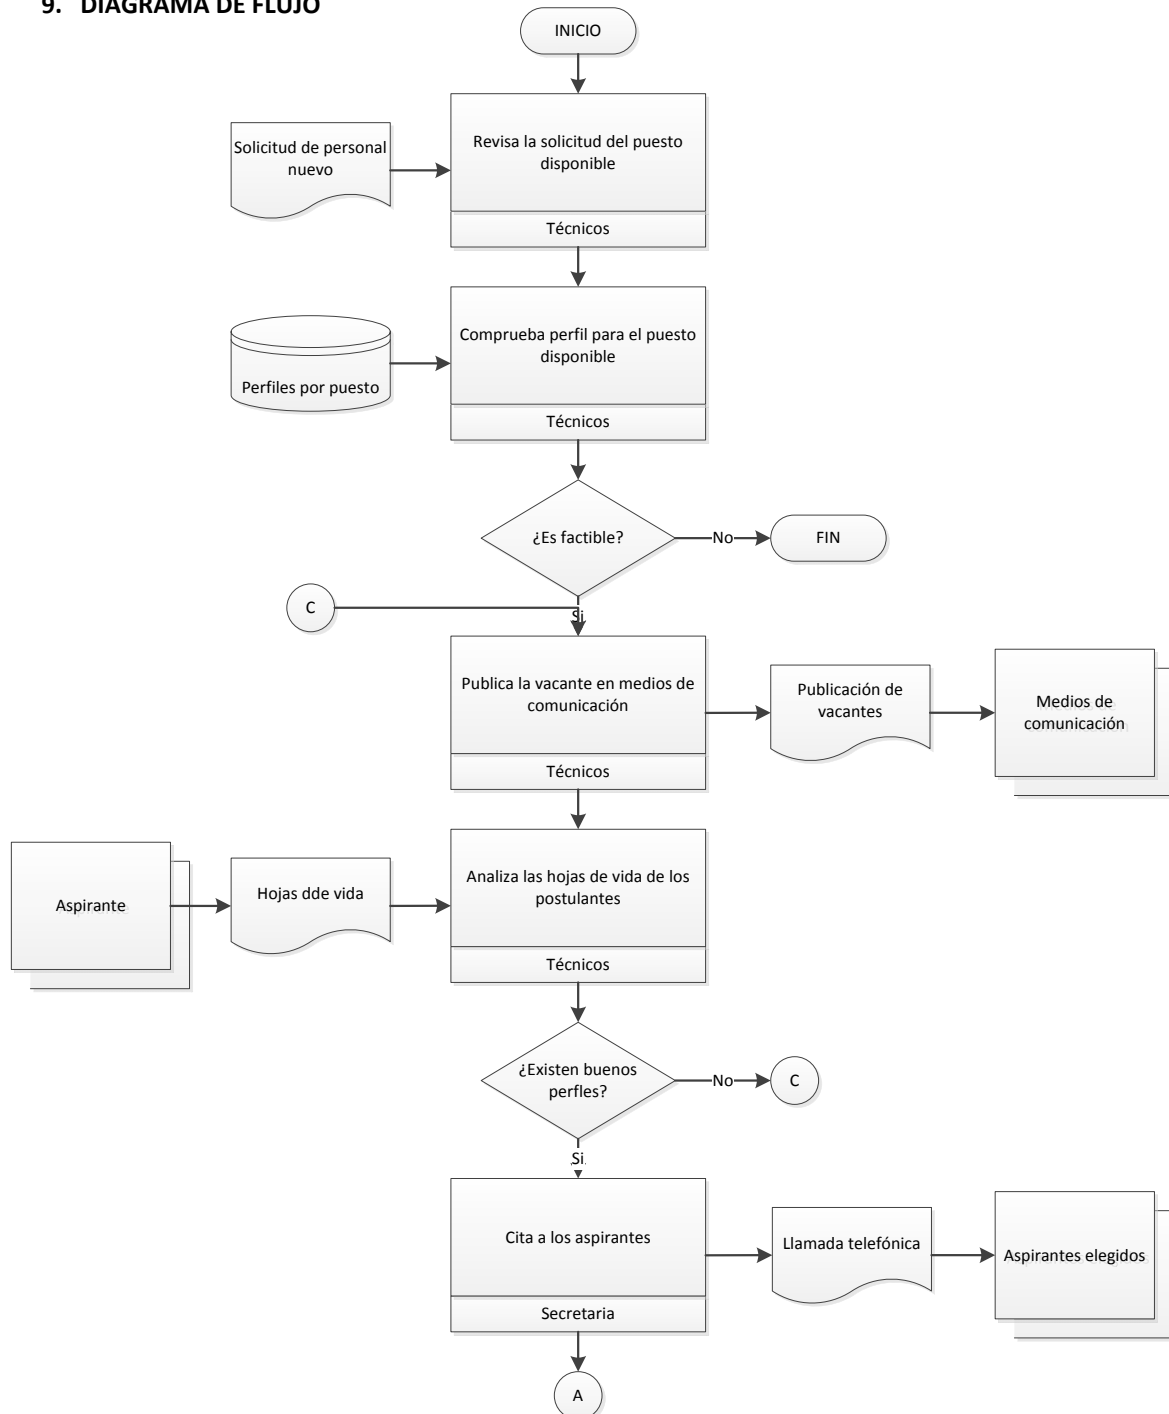 9. DIAGRAMA DE FLUJO
INICIO
Solicitud de personal
nuevo
Revisa la solicitud del puesto
disponible
Técnicos
Perfiles por puesto
Comprueba perfil para el puesto
disponible
Técnicos
¿Es factible?
No
FIN
C
Si
Publica la vacante en medios de
comunicación
Técnicos
Publicación de
vacantes
Medios de
comunicación
Aspirante
Hojas dde vida
Analiza las hojas de vida de los
postulantes
Técnicos
¿Existen buenos
perfles?
No
C
Si
Cita a los aspirantes
Secretaria
Llamada telefónica
Aspirantes elegidos
A